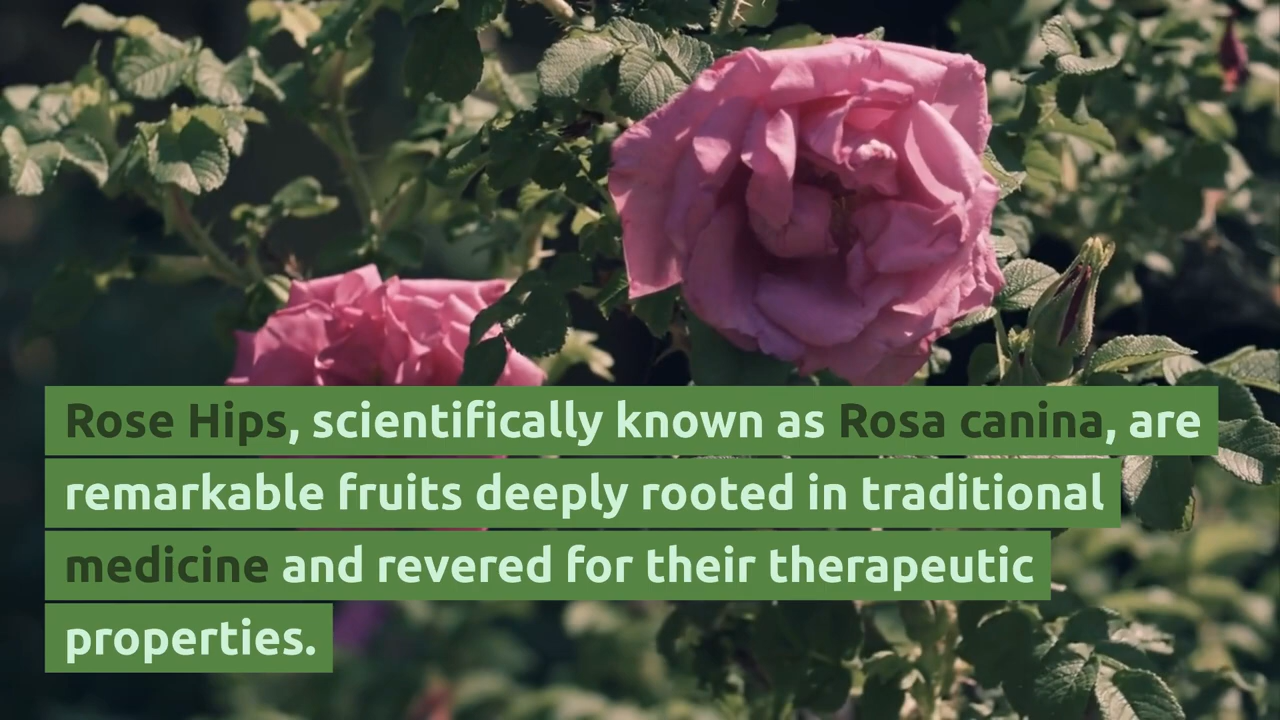 Rose Hips, scientifically known as Rosa canina, are
remarkable fruits deeply rooted in traditional
medicine and revered for their therapeutic
properties.